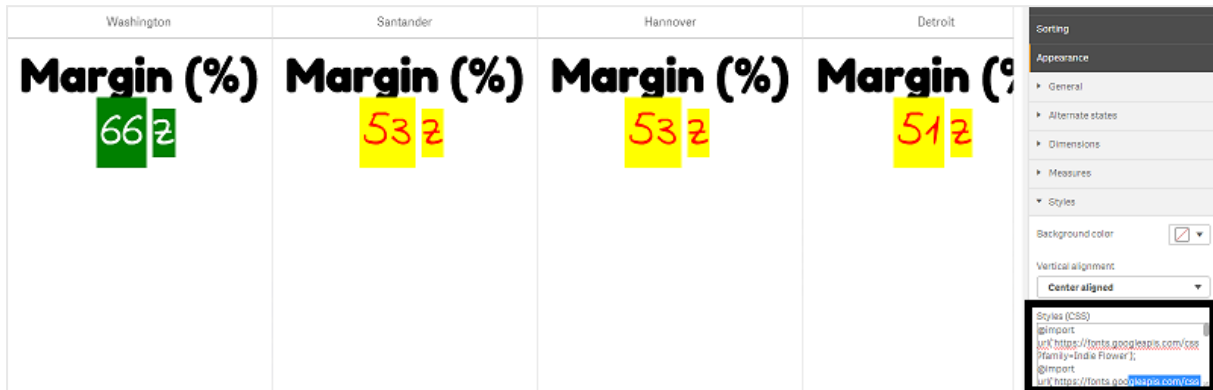 Washington Santander Hannover Detroit
Margin (%) Margin (%) Margin (%) Margin (%
66 z 53 z 53 z 51 z
Sorting
Appearance
General
Alternate states
Dimensions
Measures
Styles
Background color
Vertical alignment
Center aligned
Styles (CSS)
@import
url('https://fonts.googleapis.com/css
?family=Indie Flower');
@import
url('https://fonts.googleapis.com/css